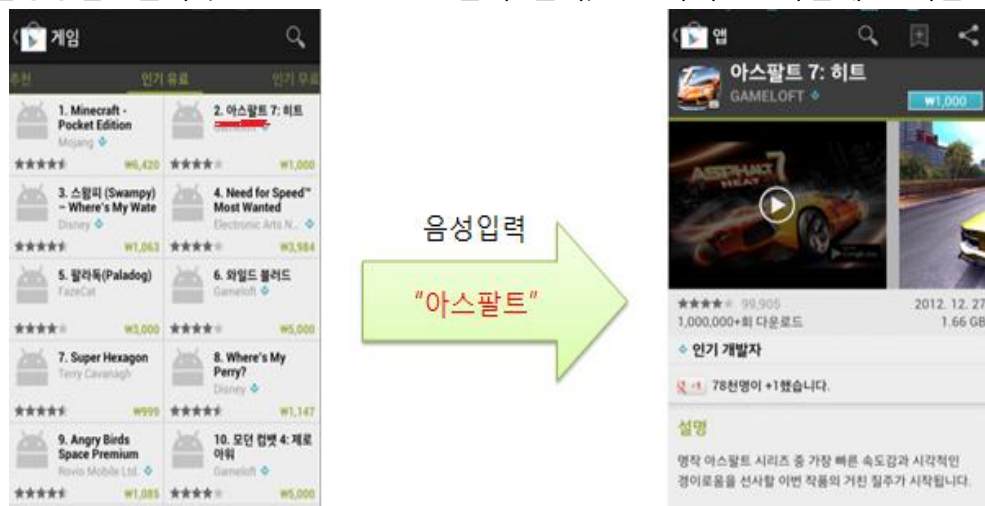 게임
추천 인기 유료 인기 무료
1. Minecraft -
Pocket Edition
Mojang
₩6,420
2. 아스팔트 7: 히트
Gameloft
₩1,000
3. 스왐피 (Swampy)
– Where's My Wate
Disney
₩1,063
4. Need for Speed™
Most Wanted
Electronic Arts N..
₩3,984
5. 팔라독(Paladog)
FazeCat
₩3,000
6. 와일드 블러드
Gameloft
₩5,000
7. Super Hexagon
Terry Cavanagh
₩999
8. Where's My
Perry?
Disney
₩1,147
9. Angry Birds
Space Premium
Rovio Mobile Ltd.
₩1,085
10. 모던 컴뱃 4: 제로
아워
Gameloft
₩5,000
음성입력
"아스팔트"
앱
아스팔트 7: 히트
GAMELOFT
₩1,000
ASPHALT 7
HEAT
99,905
2012. 12. 27
1,000,000+회 다운로드
1.66 GB
인기 개발자
+1 78천명이 +1했습니다.
설명
명작 아스팔트 시리즈 중 가장 빠른 속도감과 시각적인
경이로움을 선사할 이번 작품의 거친 질주가 시작됩니다.